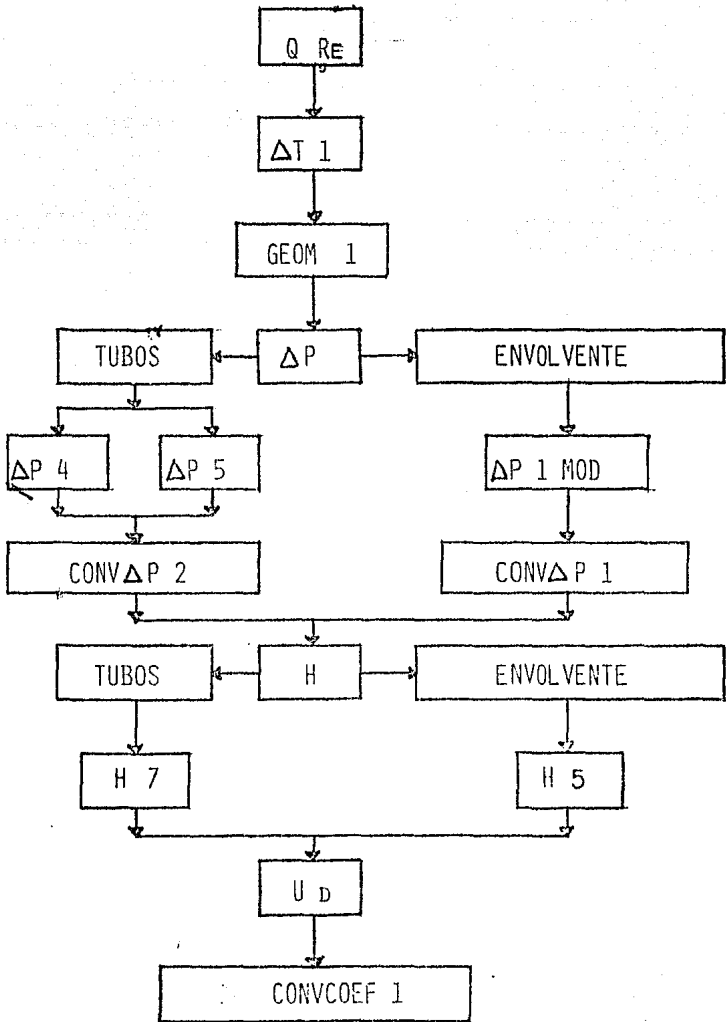 Q RE
ΔT 1
GEOM 1
TUBOS
ΔP
ENVOLVENTE
ΔP 4
ΔP 5
ΔP 1 MOD
CONVΔP 2
CONVΔP 1
TUBOS
H
ENVOLVENTE
H 7
H 5
U D
CONVCOEF 1